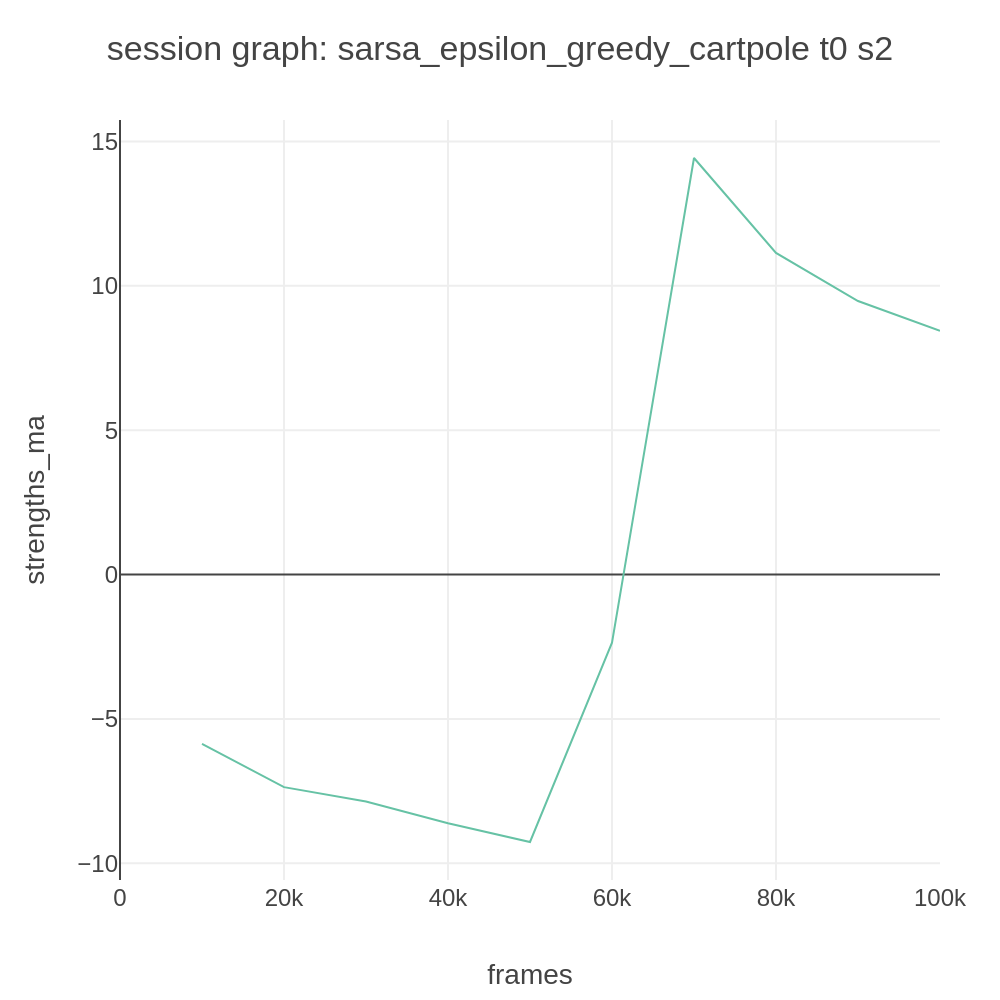 session graph: sarsa_epsilon_greedy_cartpole t0 s2
15
10
5
0
−5
−10
strengths_ma
0
20k
40k
60k
80k
100k
frames